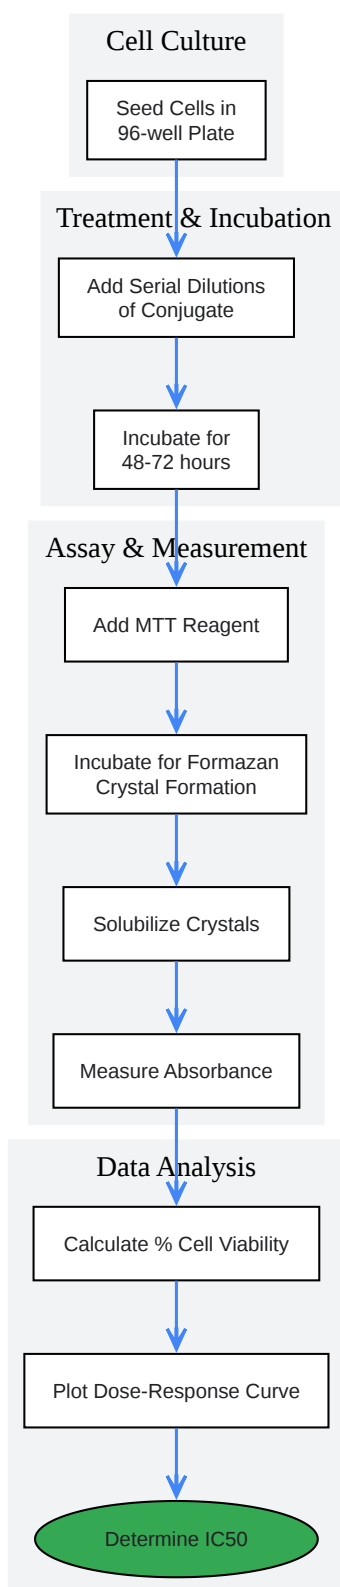 Cell Culture
Seed Cells in
96-well Plate
Treatment & Incubation
Add Serial Dilutions
of Conjugate
Incubate for
48-72 hours
Assay & Measurement
Add MTT Reagent
Incubate for Formazan
Crystal Formation
Solubilize Crystals
Measure Absorbance
Data Analysis
Calculate % Cell Viability
Plot Dose-Response Curve
Determine IC50